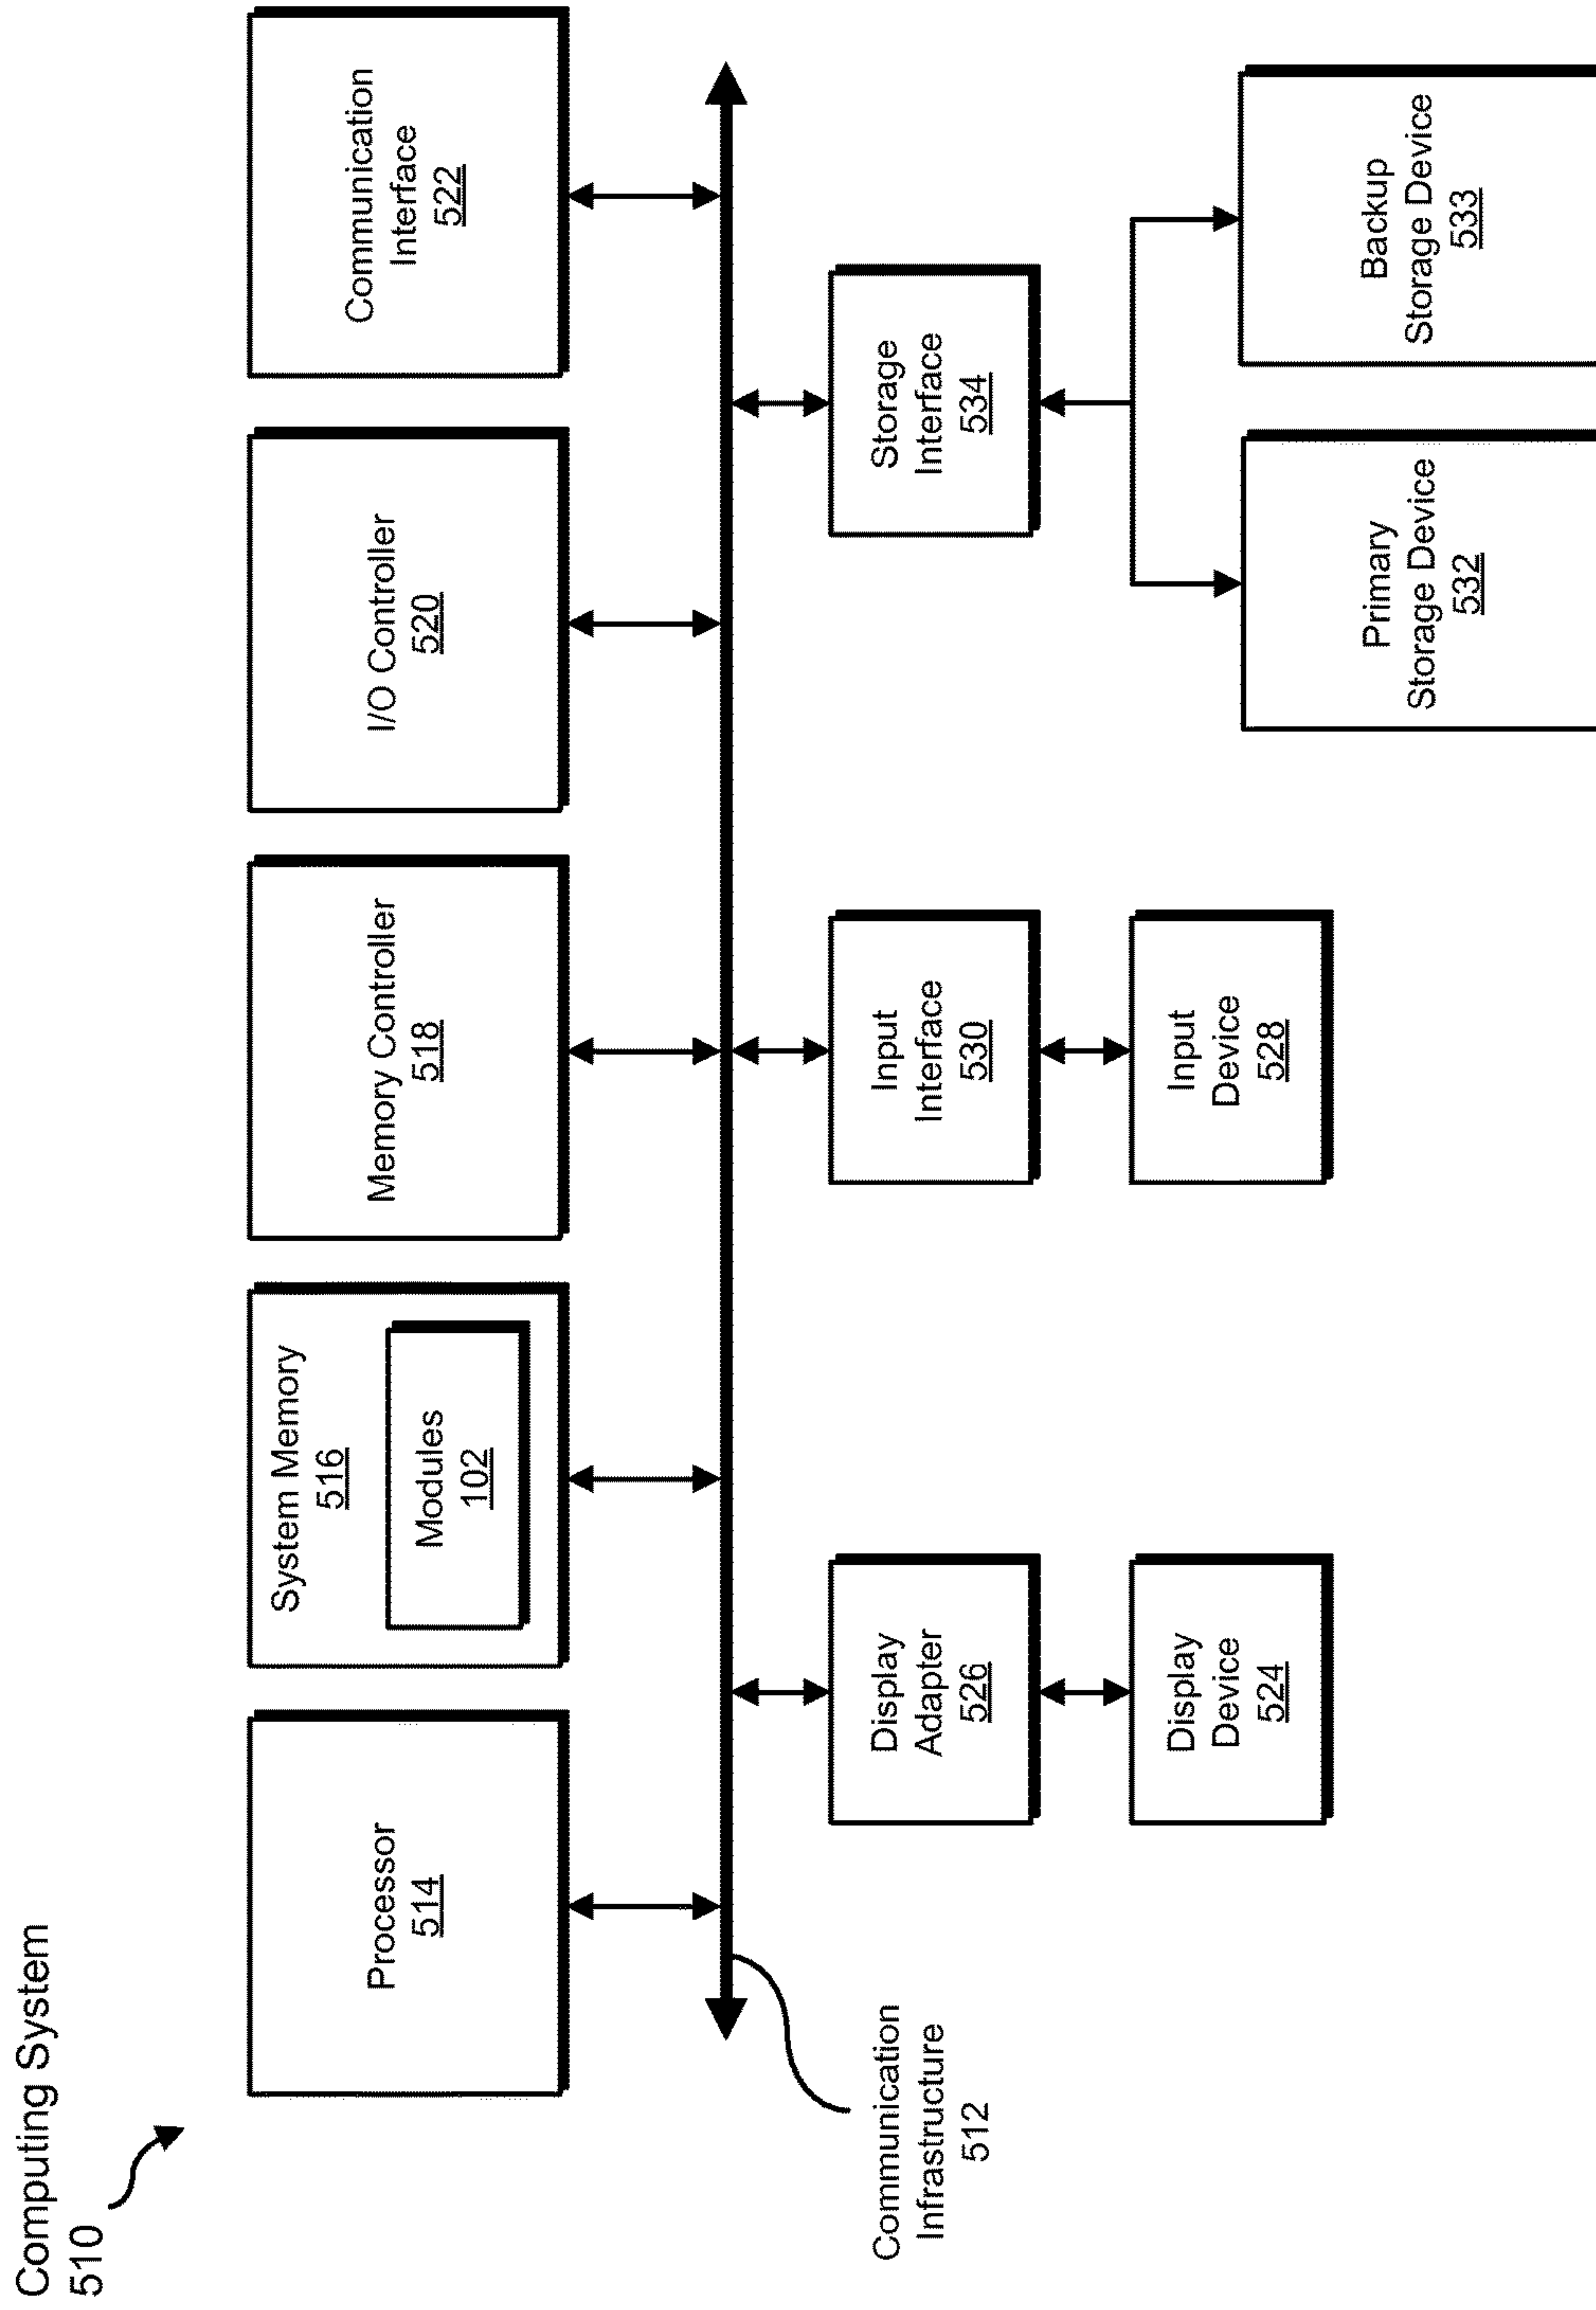 Computing System
510
Processor
514
System Memory
516
Modules
102
Memory Controller
518
I/O Controller
520
Communication
Interface
522
Communication
Infrastructure
512
Display
Adapter
526
Input
Interface
530
Storage
Interface
534
Display
Device
524
Input
Device
528
Primary
Storage Device
532
Backup
Storage Device
533